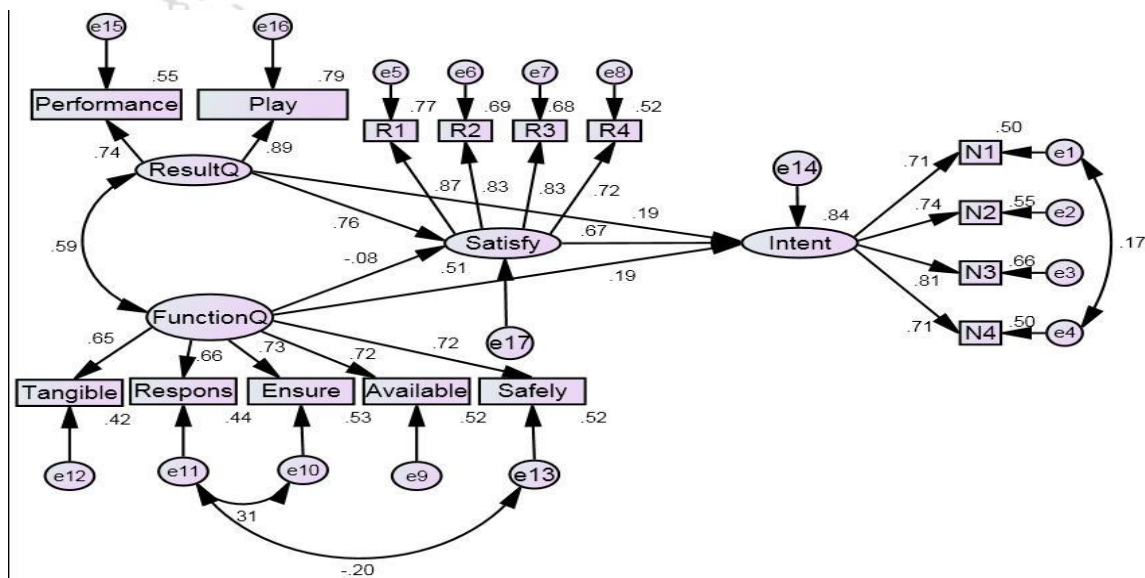 e15 e16
.55 .79
Performance Play
e5 e6 e7 e8
.77 .69 .68 .52
R1 R2 R3 R4
.74 .89
ResultQ
.87 .83 .83 .72
e14
.50
N1 e1
.71
.74 .55
N2 e2
.76 .19 .84
.59 Satisfy .67 Intent .17
-.08 .51 .19
.81 .66
N3 e3
.71 .50
N4 e4
FunctionQ
e17
.65 .66 .73 .72 .72
Tangible Respons Ensure Available Safely
.42 .44 .53 .52 .52
e12 e11 e10 e9 e13
.31
-.20